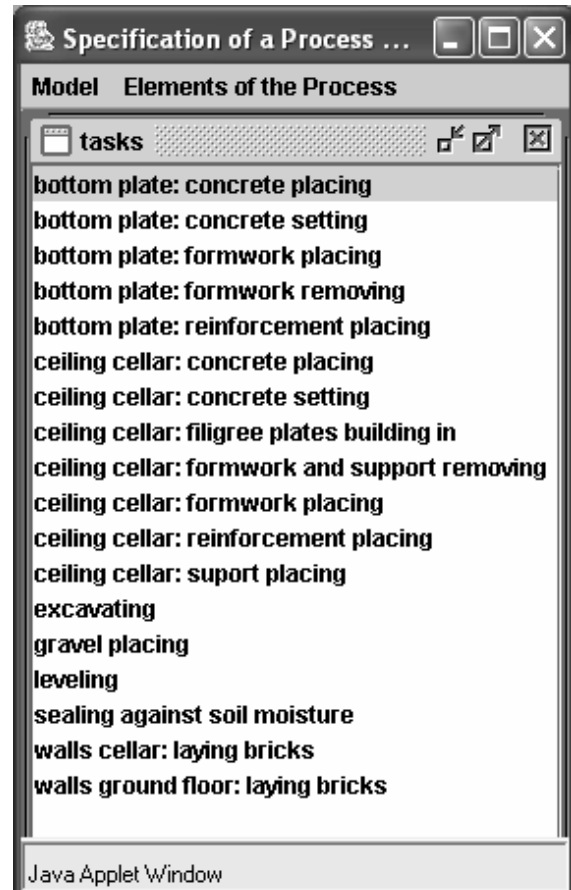 Specification of a Process ...
Model Elements of the Process
tasks
bottom plate: concrete placing
bottom plate: concrete setting
bottom plate: formwork placing
bottom plate: formwork removing
bottom plate: reinforcement placing
ceiling cellar: concrete placing
ceiling cellar: concrete setting
ceiling cellar: filigree plates building in
ceiling cellar: formwork and support removing
ceiling cellar: formwork placing
ceiling cellar: reinforcement placing
ceiling cellar: suport placing
excavating
gravel placing
leveling
sealing against soil moisture
walls cellar: laying bricks
walls ground floor: laying bricks
Java Applet Window